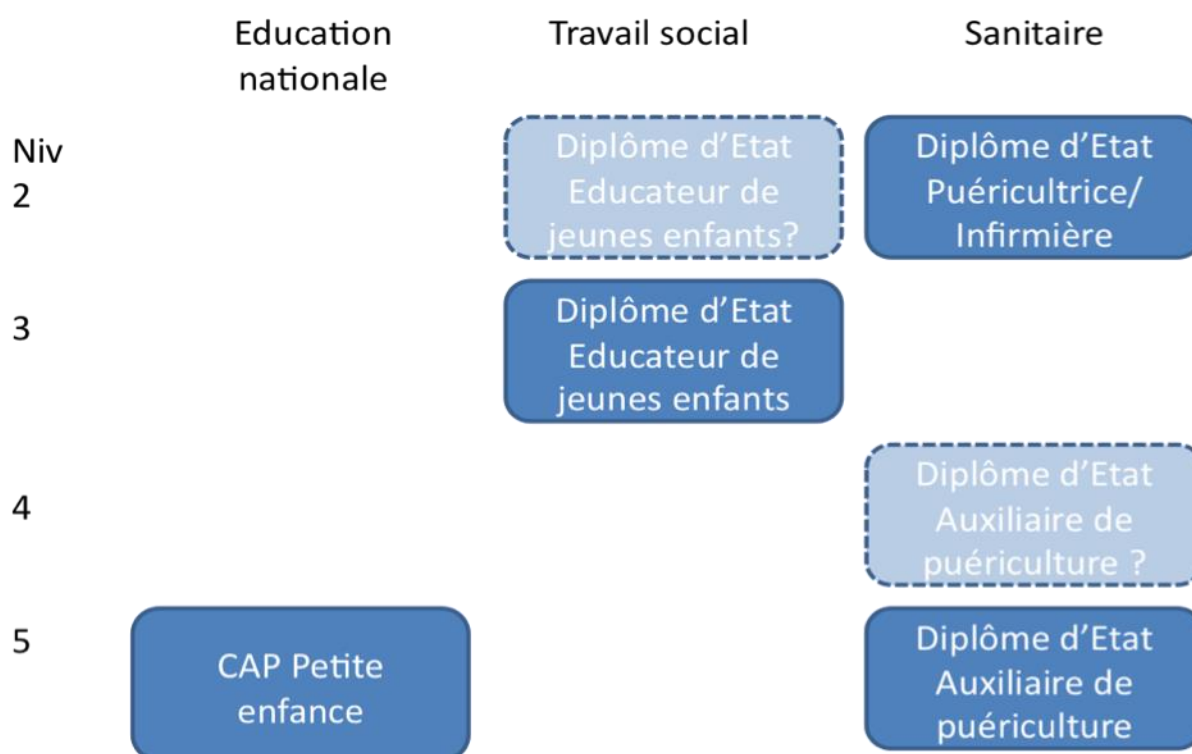 Education
nationale
Travail social
Sanitaire
Niv
2
Diplôme d'Etat
Educateur de
jeunes enfants?
Diplôme d'Etat
Puéricultrice/
Infirmière
3
Diplôme d'Etat
Educateur de
jeunes enfants
4
Diplôme d'Etat
Auxiliaire de
puériculture ?
5
CAP Petite
enfance
Diplôme d'Etat
Auxiliaire de
puériculture